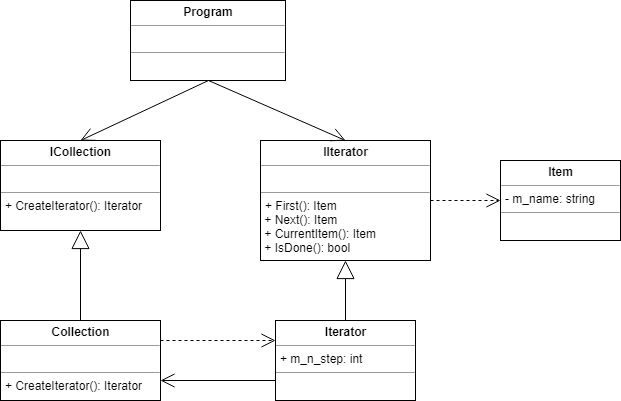 Program
ICollection
+ CreateIterator(): Iterator
IIterator
+ First(): Item
+ Next(): Item
+ CurrentItem(): Item
+ IsDone(): bool
Item
- m_name: string
Collection
+ CreateIterator(): Iterator
Iterator
+ m_n_step: int